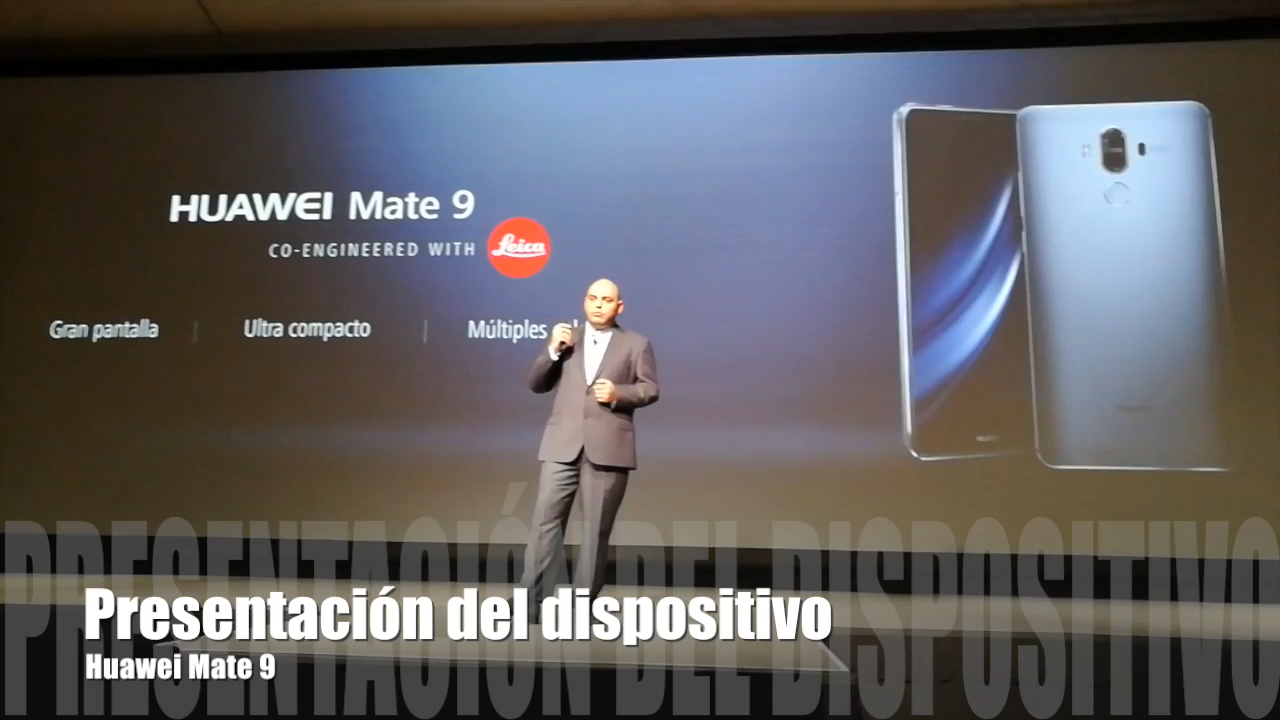 HUAWEI Mate 9
CO-ENGINEERED WITH
Leica
Gran pantalla | Ultra compacto | Múltiples
PRESENTACIÓN DEL DISPOSITIVO
Presentación del dispositivo
Huawei Mate 9